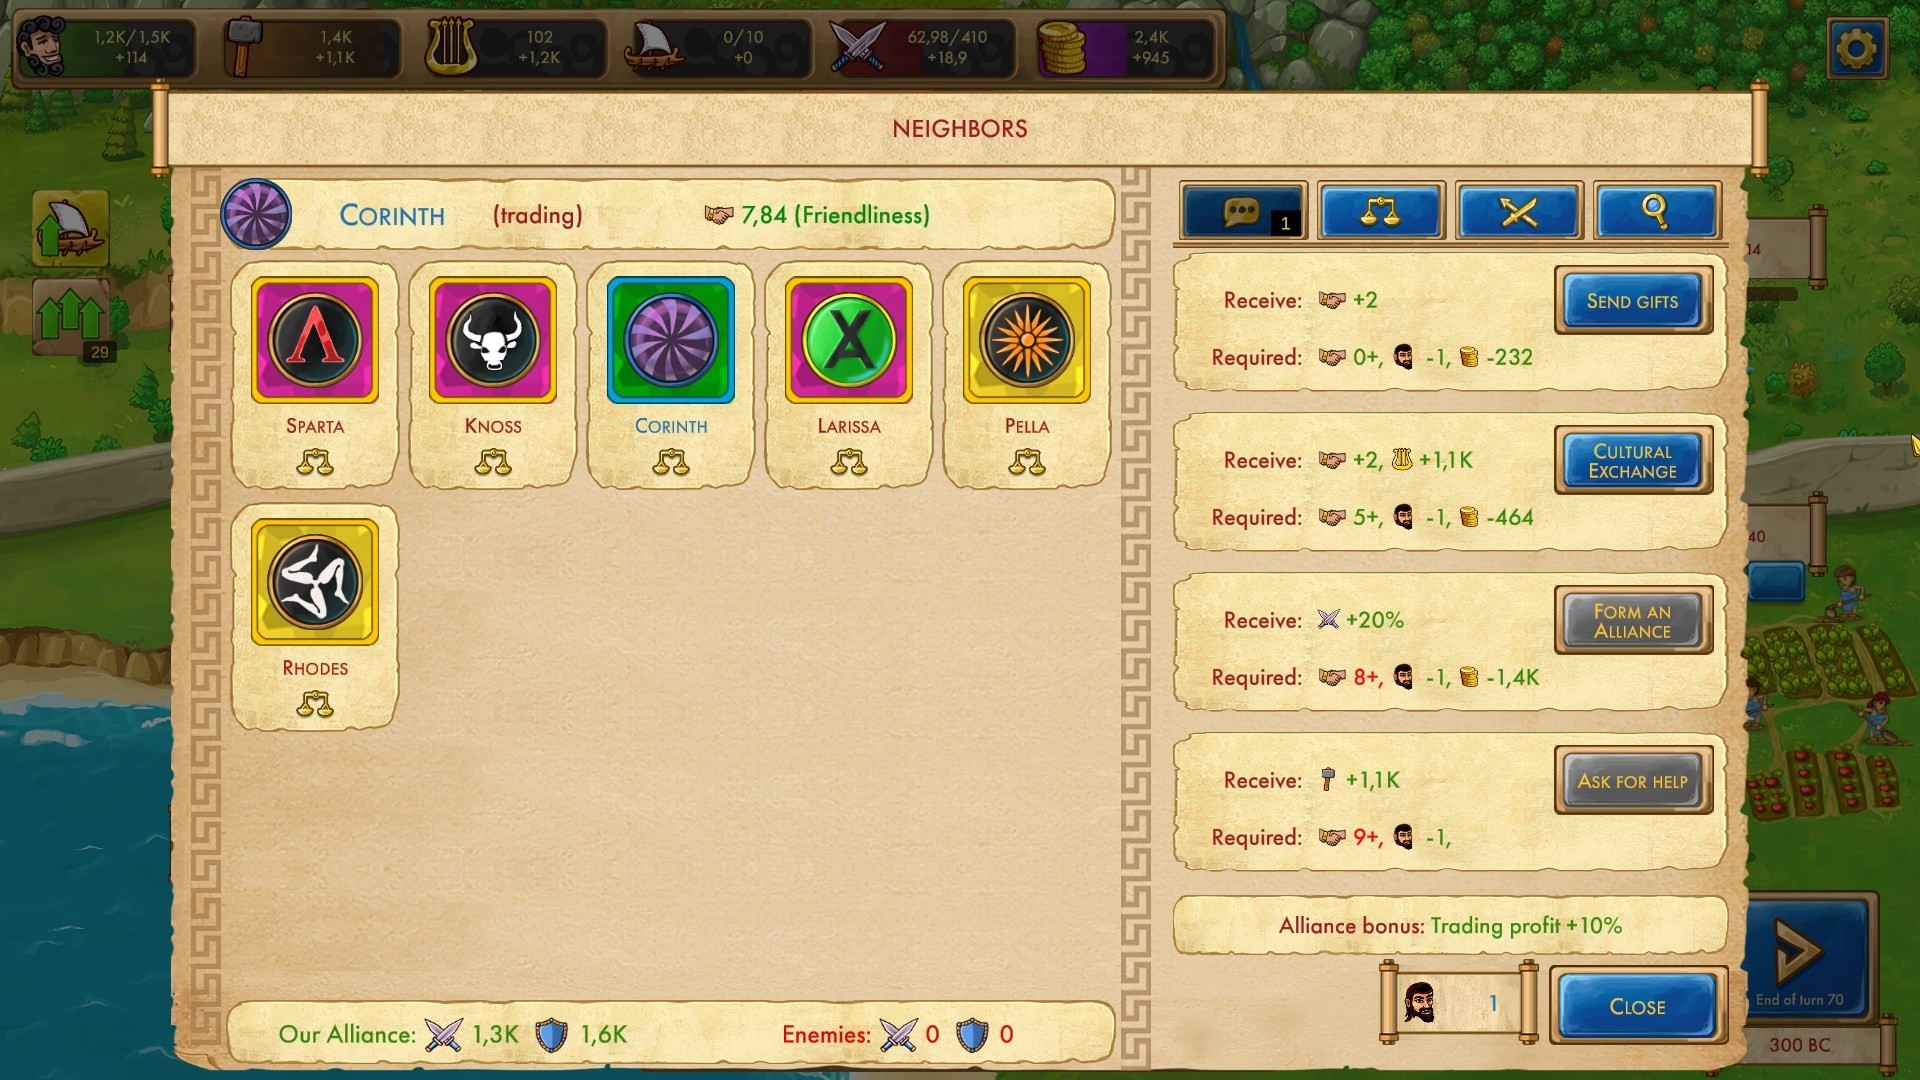 1,2K/1,5K
+114
1,4K
+1,1K
102
+1,2K
0/10
+0
62,98/410
+18,9
2,4K
+945
NEIGHBORS
CORINTH (trading) 7,84 (Friendliness)
1
SPARTA
KNOSS
CORINTH
LARISSA
PELLA
RHODES
29
Receive: +2
Required: 0+, -1, -232
SEND GIFTS
Receive: +2, +1,1K
Required: 5+, -1, -464
CULTURAL
EXCHANGE
Receive: +20%
Required: 8+, -1, -1,4K
FORM AN
ALLIANCE
Receive: +1,1K
Required: 9+, -1,
ASK FOR HELP
Alliance bonus: Trading profit +10%
1
CLOSE
Our Alliance: 1,3K 1,6K Enemies: 0 0
14
40
End of turn 70
300 BC